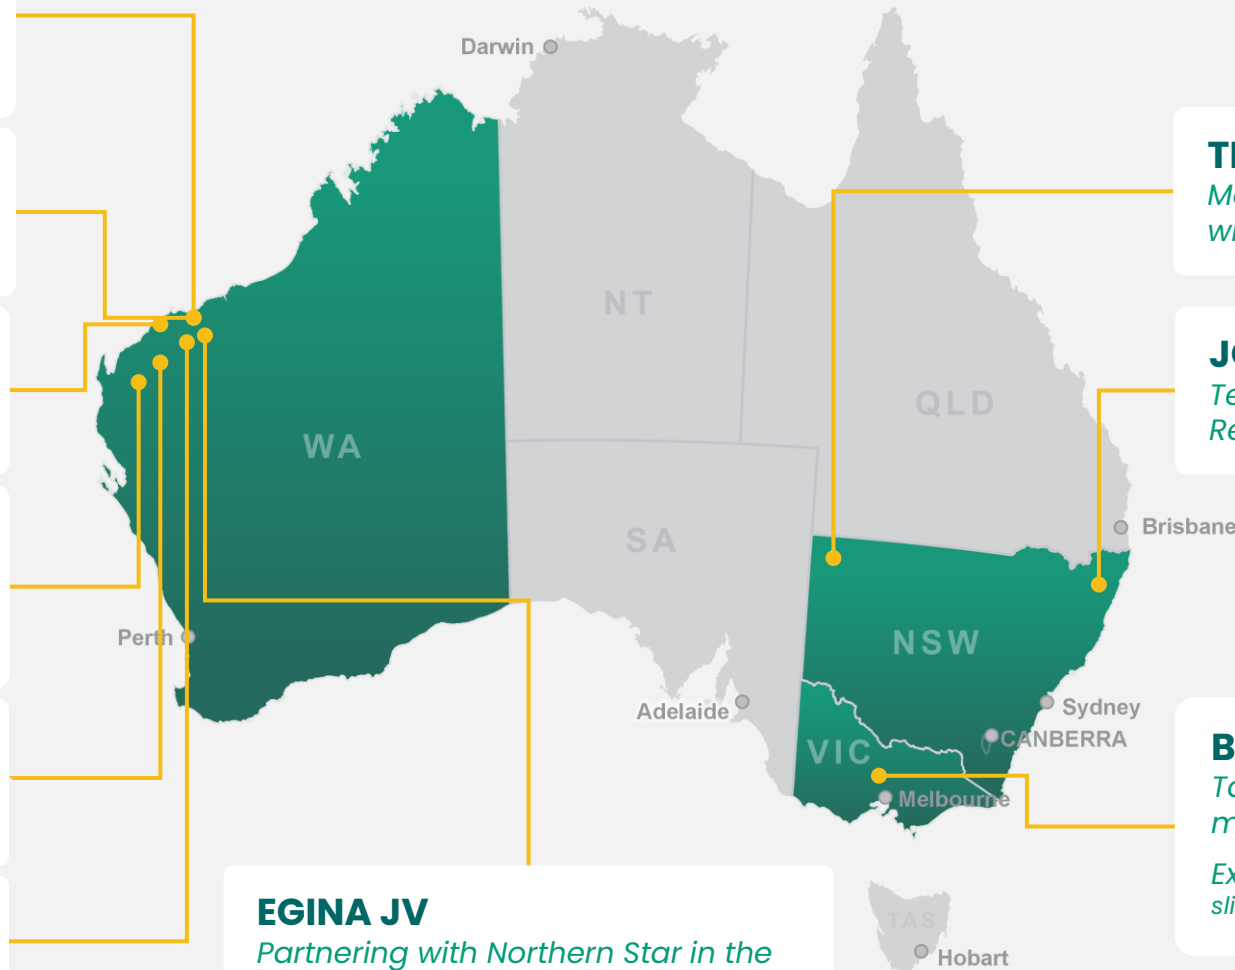 Darwin
NT
QLD
WA
SA
Brisbane
NSW
Perth
Adelaide
Sydney
CANBERRA
VIC
Melbourne
TAS
Hobart
EGINA JV
Partnering with Northern Star in the